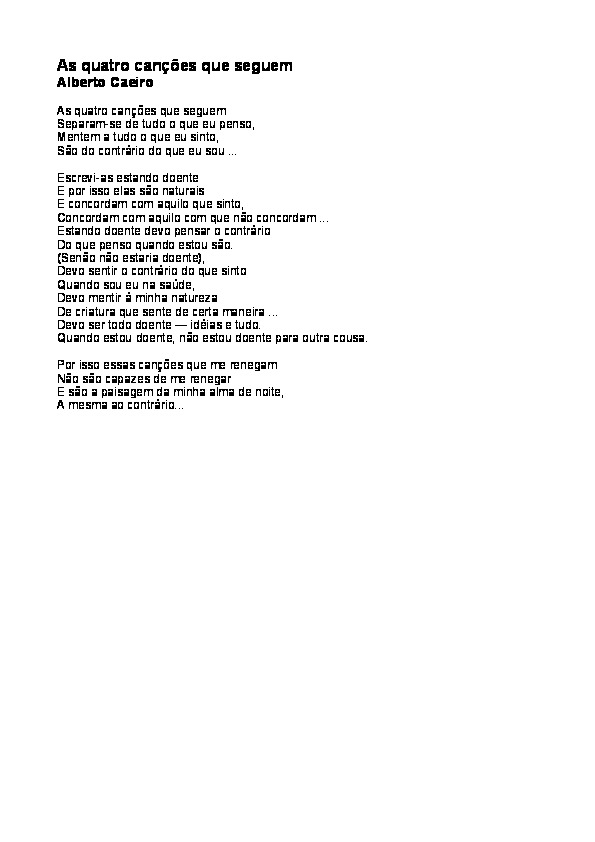 As quatro canções que seguem
Alberto Caeiro
As quatro canções que seguem
Separam-se de tudo o que eu penso,
Mentem a tudo o que eu sinto,
São do contrário do que eu sou ...
Escrevi-as estando doente
E por isso elas são naturais
E concordam com aquilo que sinto,
Concordam com aquilo com que não concordam ...
Estando doente devo pensar o contrário
Do que penso quando estou são.
(Senão não estaria doente),
Devo sentir o contrário do que sinto
Quando sou eu na saúde,
Devo mentir à minha natureza
De criatura que sente de certa maneira ...
Devo ser todo doente — idéias e tudo.
Quando estou doente, não estou doente para outra cousa.
Por isso essas canções que me renegam
Não são capazes de me renegar
E são a paisagem da minha alma de noite,
A mesma ao contrário...